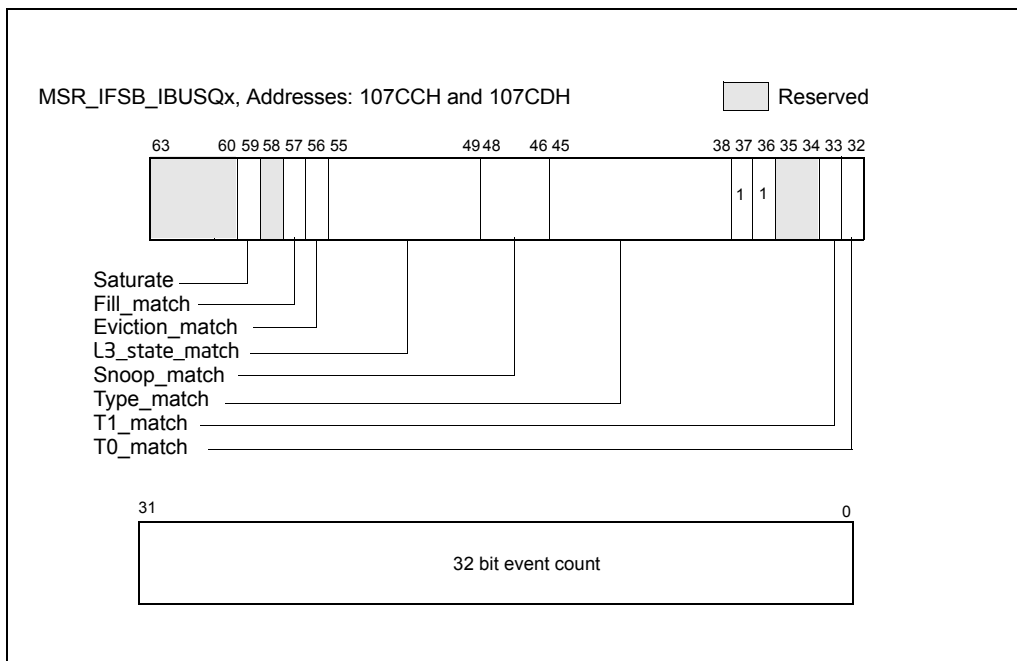 MSR_IFSB_IBUSQx, Addresses: 107CCH and 107CDH
Reserved
63 60 59 58 57 56 55 49 48 46 45 38 37 36 35 34 33 32
1 1
Saturate
Fill_match
Eviction_match
L3_state_match
Snoop_match
Type_match
T1_match
T0_match
31 0
32 bit event count